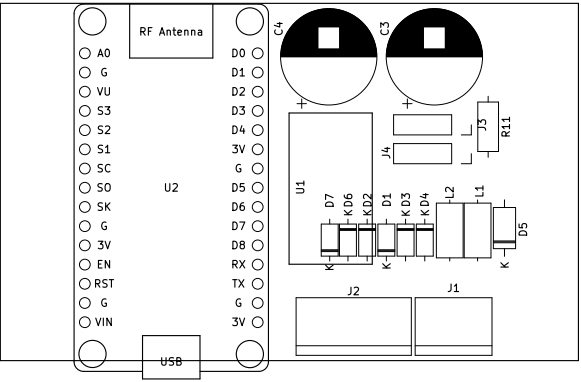 RF Antenna
A0 D0
G D1
VU D2
S3 D3
S2 D4
S1 3V
SC G
SO D5
SK D6
G D7
3V D8
EN RX
RST TX
G G
VIN 3V
U2
USB
C4
C3
+
+
J3
R11
J4
U1
D7
K
D6
K
D2
K
D1
K
D3
K
D4
K
L2
L1
D5
K
J2
J1